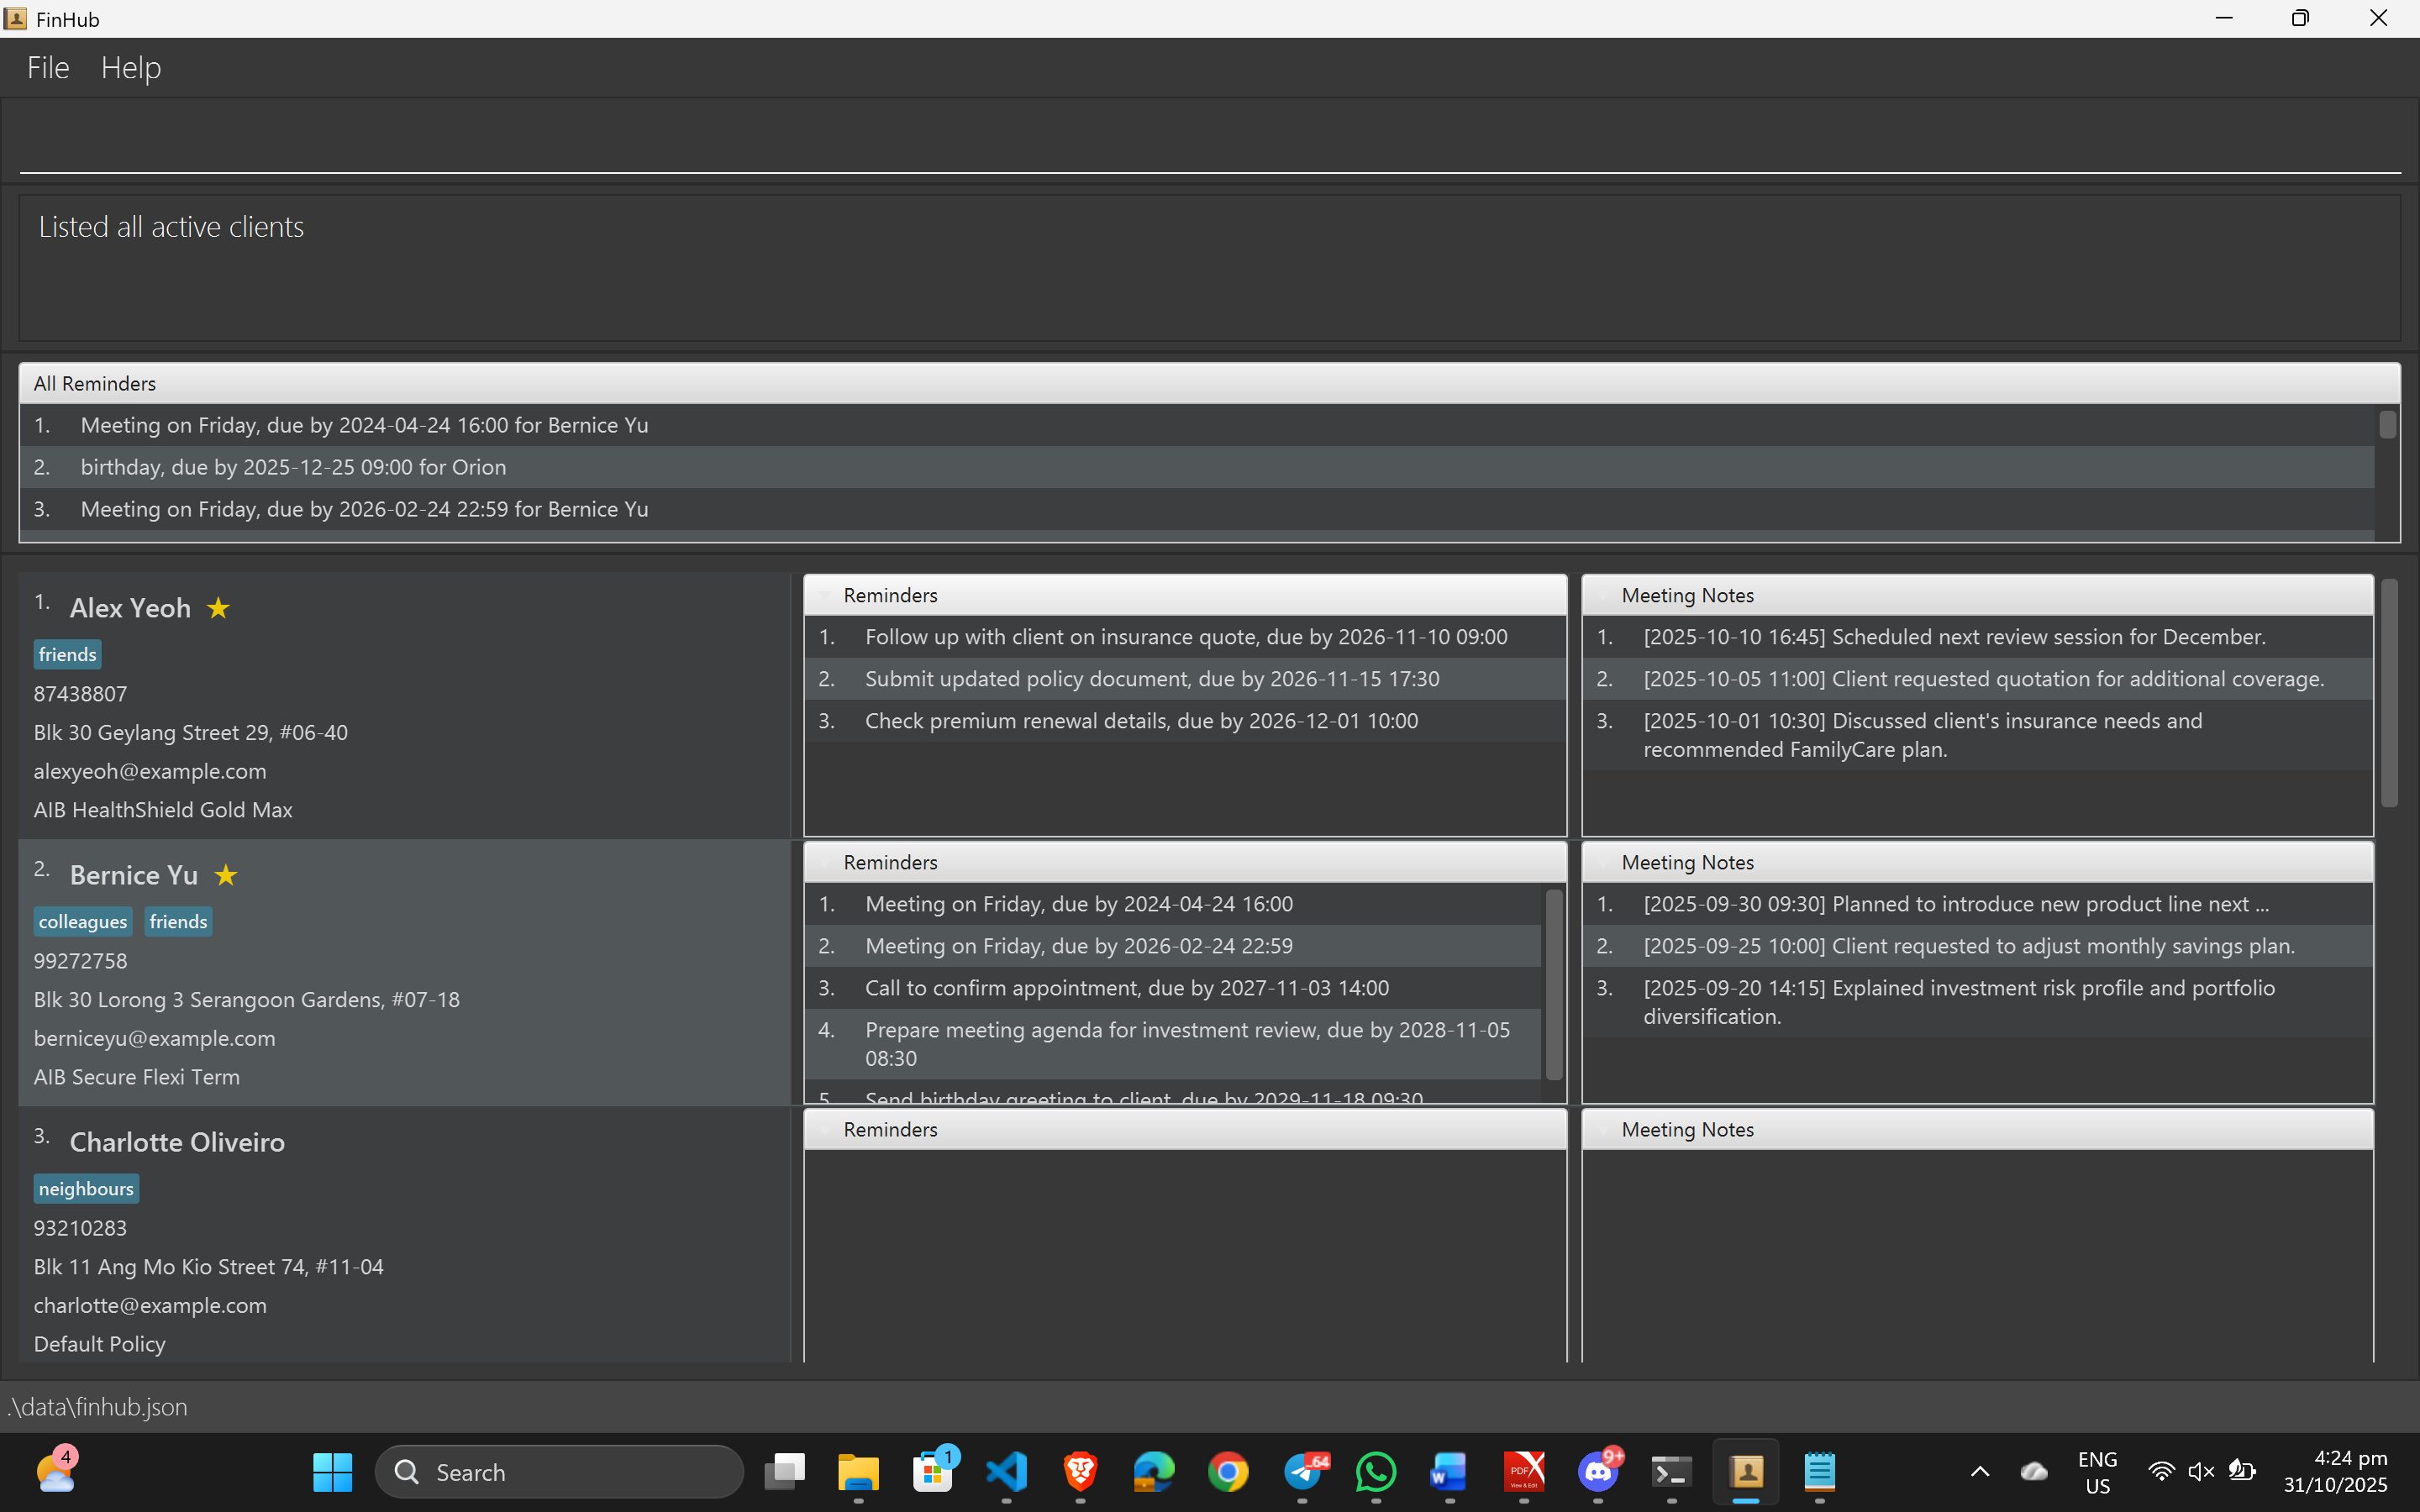 FinHub
File Help
Listed all active clients
All Reminders
1. Meeting on Friday, due by 2024-04-24 16:00 for Bernice Yu
2. birthday, due by 2025-12-25 09:00 for Orion
3. Meeting on Friday, due by 2026-02-24 22:59 for Bernice Yu
1. Alex Yeoh
friends
87438807
Blk 30 Geylang Street 29, #06-40
alexyeoh@example.com
AIB HealthShield Gold Max
Reminders
1. Follow up with client on insurance quote, due by 2026-11-10 09:00
2. Submit updated policy document, due by 2026-11-15 17:30
3. Check premium renewal details, due by 2026-12-01 10:00
Meeting Notes
1. [2025-10-10 16:45] Scheduled next review session for December.
2. [2025-10-05 11:00] Client requested quotation for additional coverage.
3. [2025-10-01 10:30] Discussed client's insurance needs and
recommended FamilyCare plan.
2. Bernice Yu
colleagues friends
99272758
Blk 30 Lorong 3 Serangoon Gardens, #07-18
berniceyu@example.com
AIB Secure Flexi Term
Reminders
1. Meeting on Friday, due by 2024-04-24 16:00
2. Meeting on Friday, due by 2026-02-24 22:59
3. Call to confirm appointment, due by 2027-11-03 14:00
4. Prepare meeting agenda for investment review, due by 2028-11-05
08:30
5. Send birthday greeting to client, due by 2029-11-18 09:30
Meeting Notes
1. [2025-09-30 09:30] Planned to introduce new product line next ...
2. [2025-09-25 10:00] Client requested to adjust monthly savings plan.
3. [2025-09-20 14:15] Explained investment risk profile and portfolio
diversification.
3. Charlotte Oliveiro
neighbours
93210283
Blk 11 Ang Mo Kio Street 74, #11-04
charlotte@example.com
Default Policy
Reminders
Meeting Notes
.\data\finhub.json
4
Search
1
64
W
PDF
View & Edit
9+
ENG
US
4:24 pm
31/10/2025